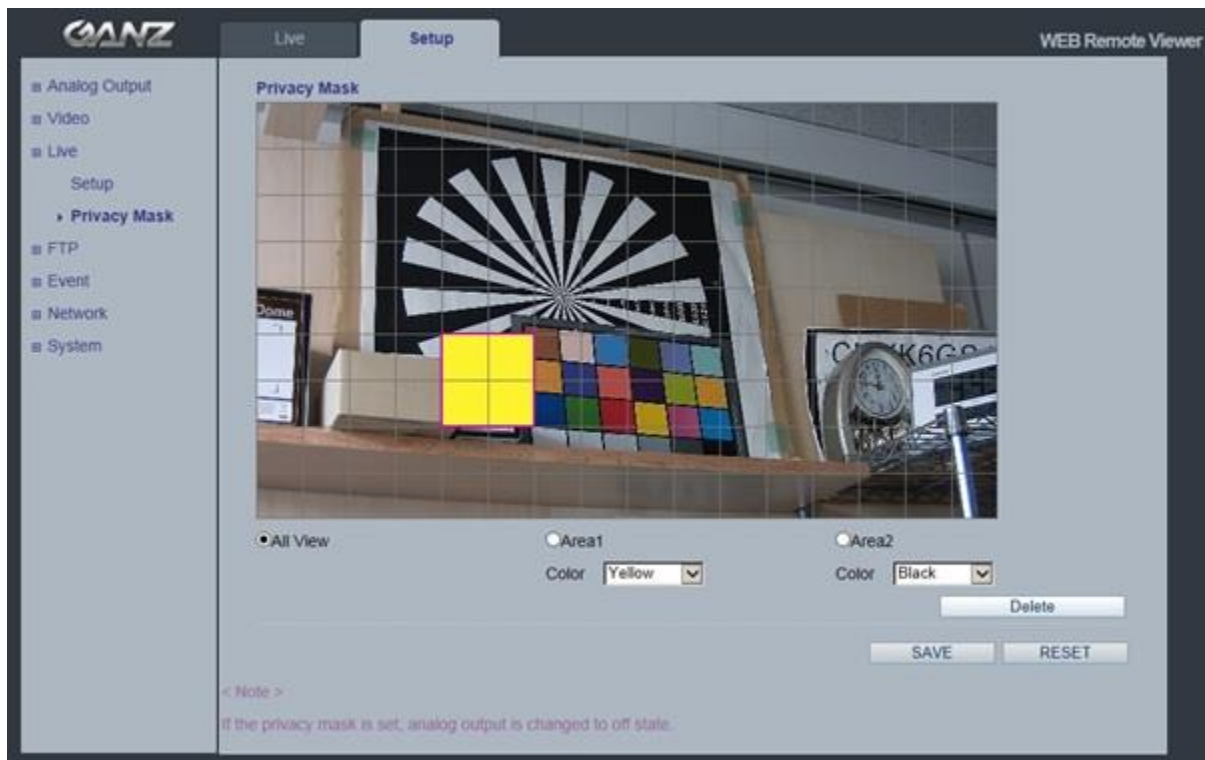 GANZ
Live
Setup
WEB Remote Viewer
Analog Output
Video
Live
Setup
Privacy Mask
FTP
Event
Network
System
Privacy Mask
Dome
All View
Area1
Area2
Color Yellow
Color Black
Delete
SAVE RESET
< Note >
If the privacy mask is set, analog output is changed to off state.